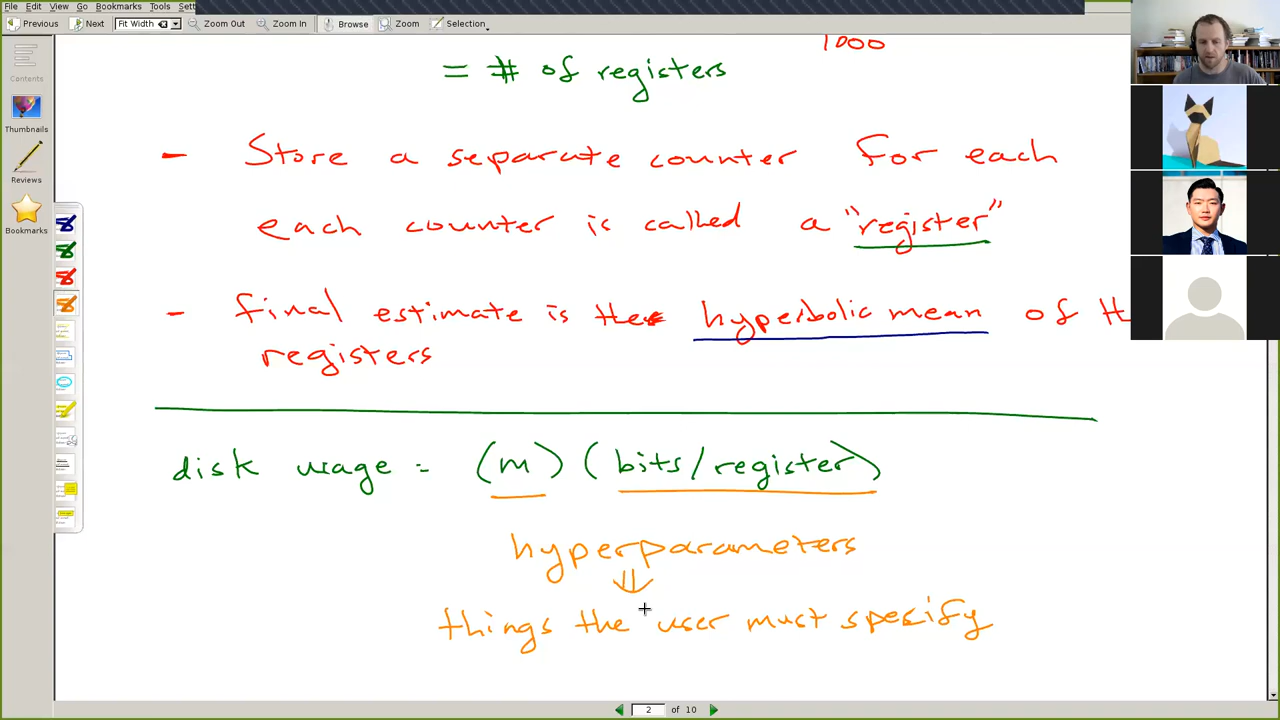 File Edit View Go Bookmarks Tools
Previous Next Fit Width Zoom Out Zoom In Browse Zoom Selection
Contents
Thumbnails
Reviews
Bookmarks
1000
= # of registers
- Store a separate counter for each
each counter is called a "register"
- final estimate is the hyperbolic mean of th
registers
disk usage = (m) (bits/register)
hyperparameters
things the user must specify
2 of 10